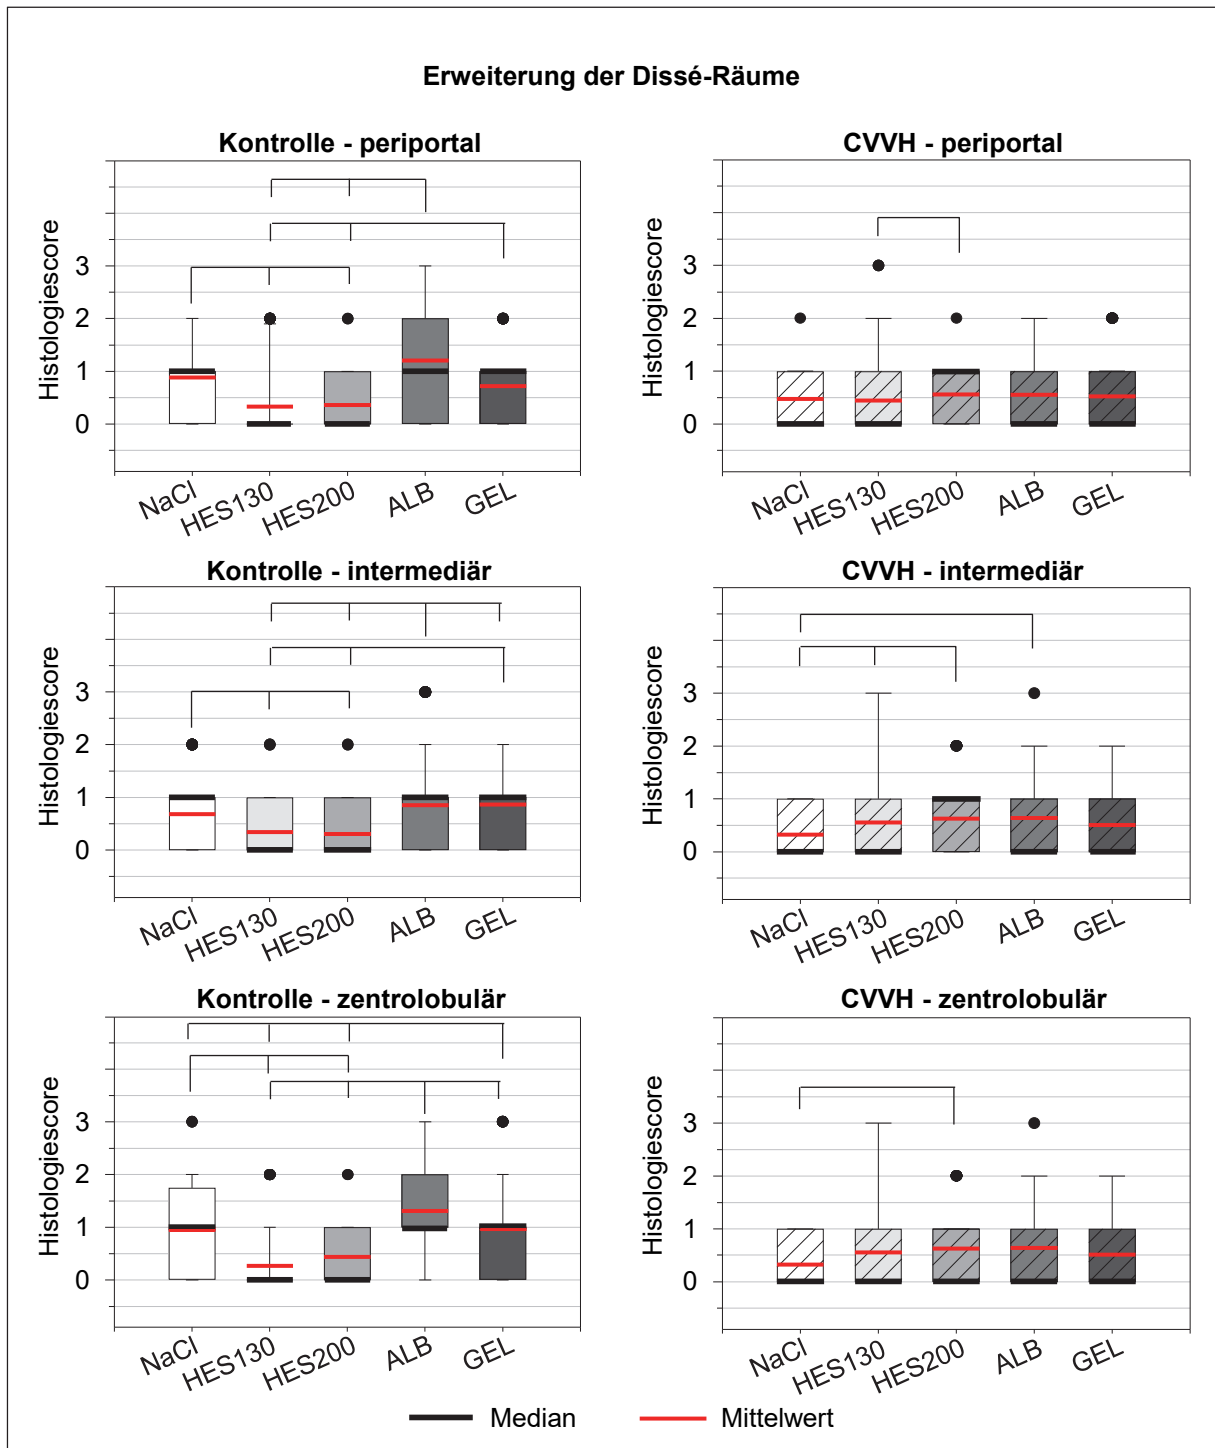 Erweiterung der Dissé-Räume
Kontrolle - periportal
Histologiescore
3
2
1
0
NaCl
HES130
HES200
ALB
GEL
CVVH - periportal
Histologiescore
3
2
1
0
NaCl
HES130
HES200
ALB
GEL
Kontrolle - intermediär
Histologiescore
3
2
1
0
NaCl
HES130
HES200
ALB
GEL
CVVH - intermediär
Histologiescore
3
2
1
0
NaCl
HES130
HES200
ALB
GEL
Kontrolle - zentrolobulär
Histologiescore
3
2
1
0
NaCl
HES130
HES200
ALB
GEL
CVVH - zentrolobulär
Histologiescore
3
2
1
0
NaCl
HES130
HES200
ALB
GEL
Median
Mittelwert